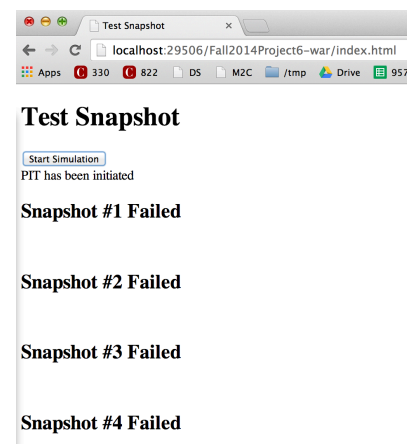 Test Snapshot
localhost:29506/Fall2014Project6-war/index.html
Apps C 330 C 822 DS M2C /tmp Drive 957
Test Snapshot
Start Simulation
PIT has been initiated
Snapshot #1 Failed
Snapshot #2 Failed
Snapshot #3 Failed
Snapshot #4 Failed